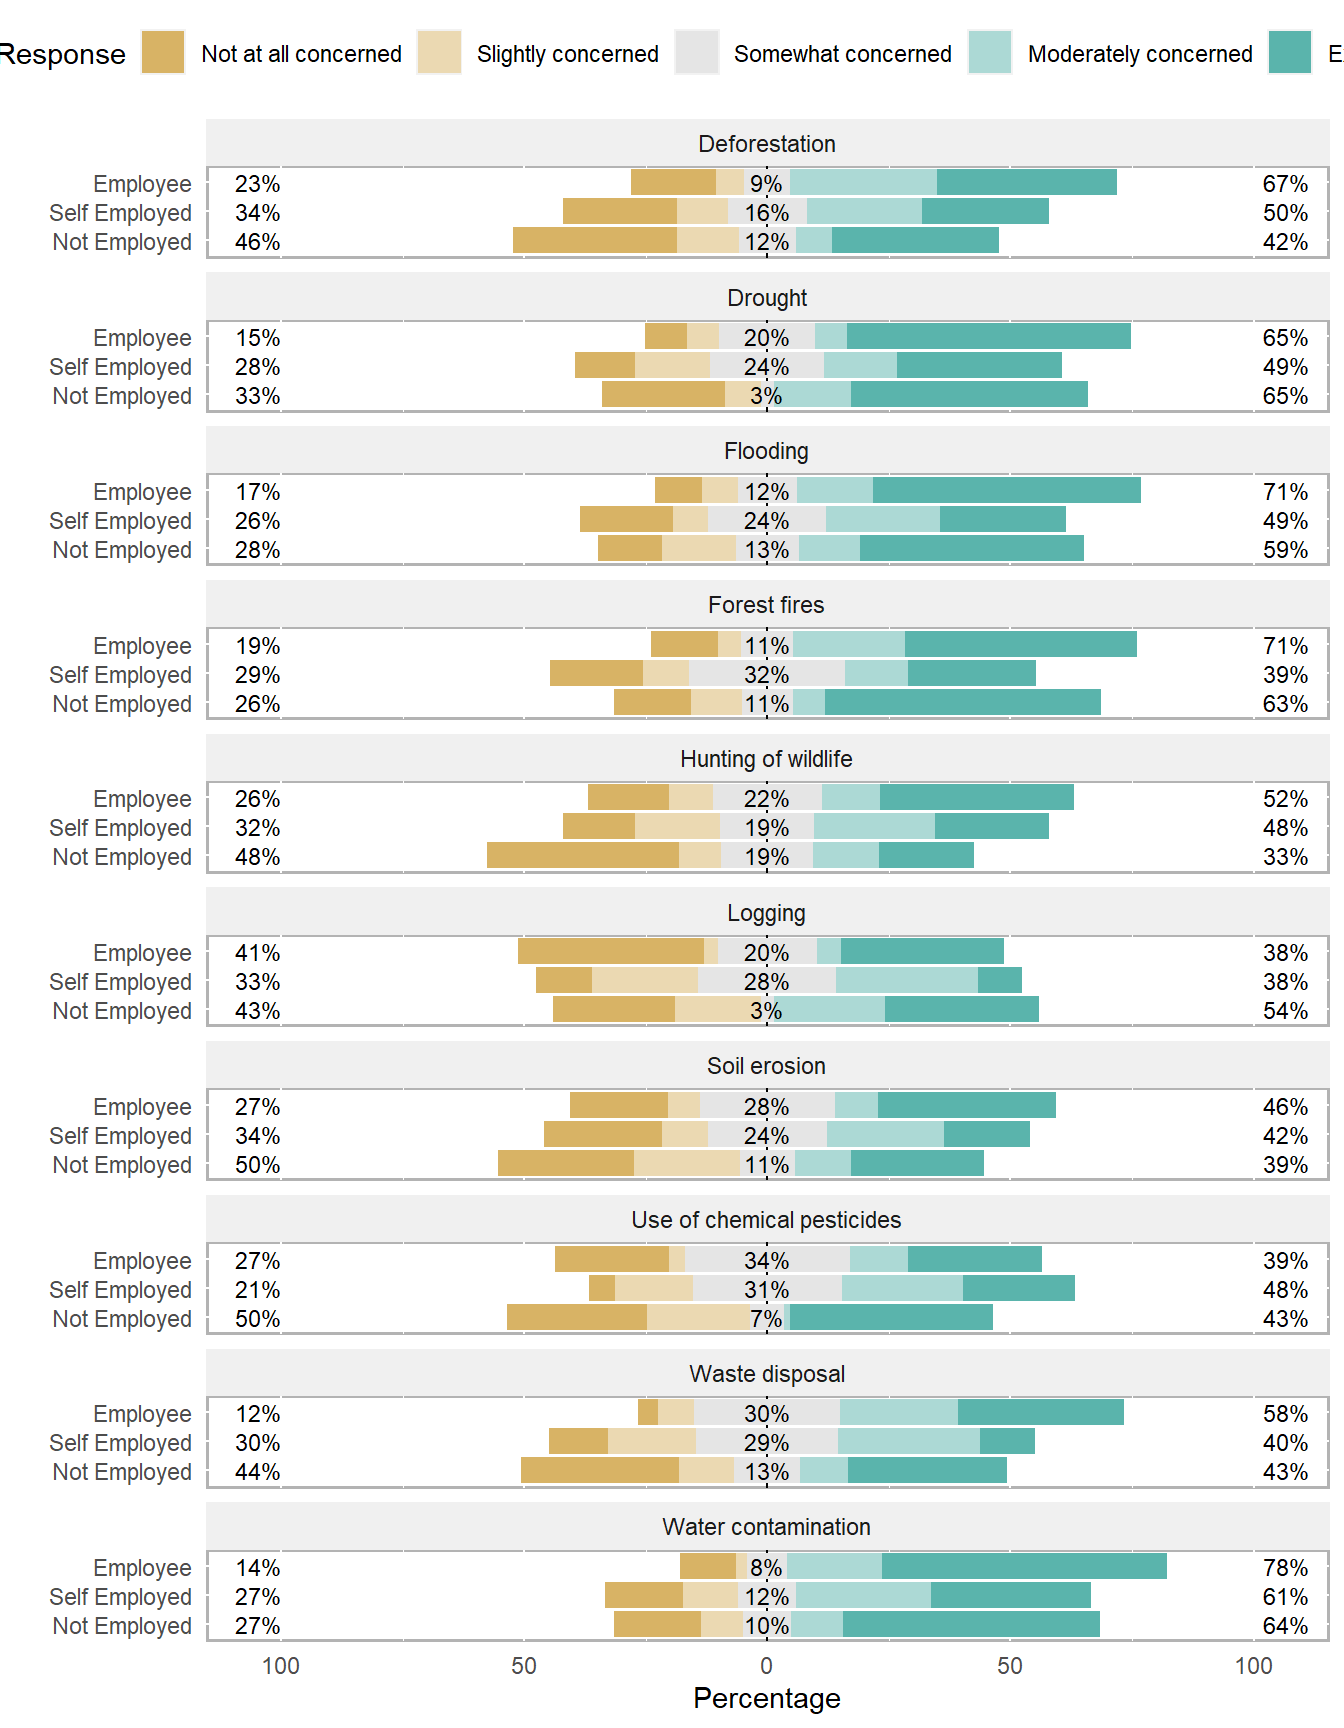 Response Not at all concerned Slightly concerned Somewhat concerned Moderately concerned E
Deforestation
Employee 23% 9% 67%
Self Employed 34% 16% 50%
Not Employed 46% 12% 42%
Drought
Employee 15% 20% 65%
Self Employed 28% 24% 49%
Not Employed 33% 3% 65%
Flooding
Employee 17% 12% 71%
Self Employed 26% 24% 49%
Not Employed 28% 13% 59%
Forest fires
Employee 19% 11% 71%
Self Employed 29% 32% 39%
Not Employed 26% 11% 63%
Hunting of wildlife
Employee 26% 22% 52%
Self Employed 32% 19% 48%
Not Employed 48% 19% 33%
Logging
Employee 41% 20% 38%
Self Employed 33% 28% 38%
Not Employed 43% 3% 54%
Soil erosion
Employee 27% 28% 46%
Self Employed 34% 24% 42%
Not Employed 50% 11% 39%
Use of chemical pesticides
Employee 27% 34% 39%
Self Employed 21% 31% 48%
Not Employed 50% 7% 43%
Waste disposal
Employee 12% 30% 58%
Self Employed 30% 29% 40%
Not Employed 44% 13% 43%
Water contamination
Employee 14% 8% 78%
Self Employed 27% 12% 61%
Not Employed 27% 10% 64%
100 50 0 50 100
Percentage